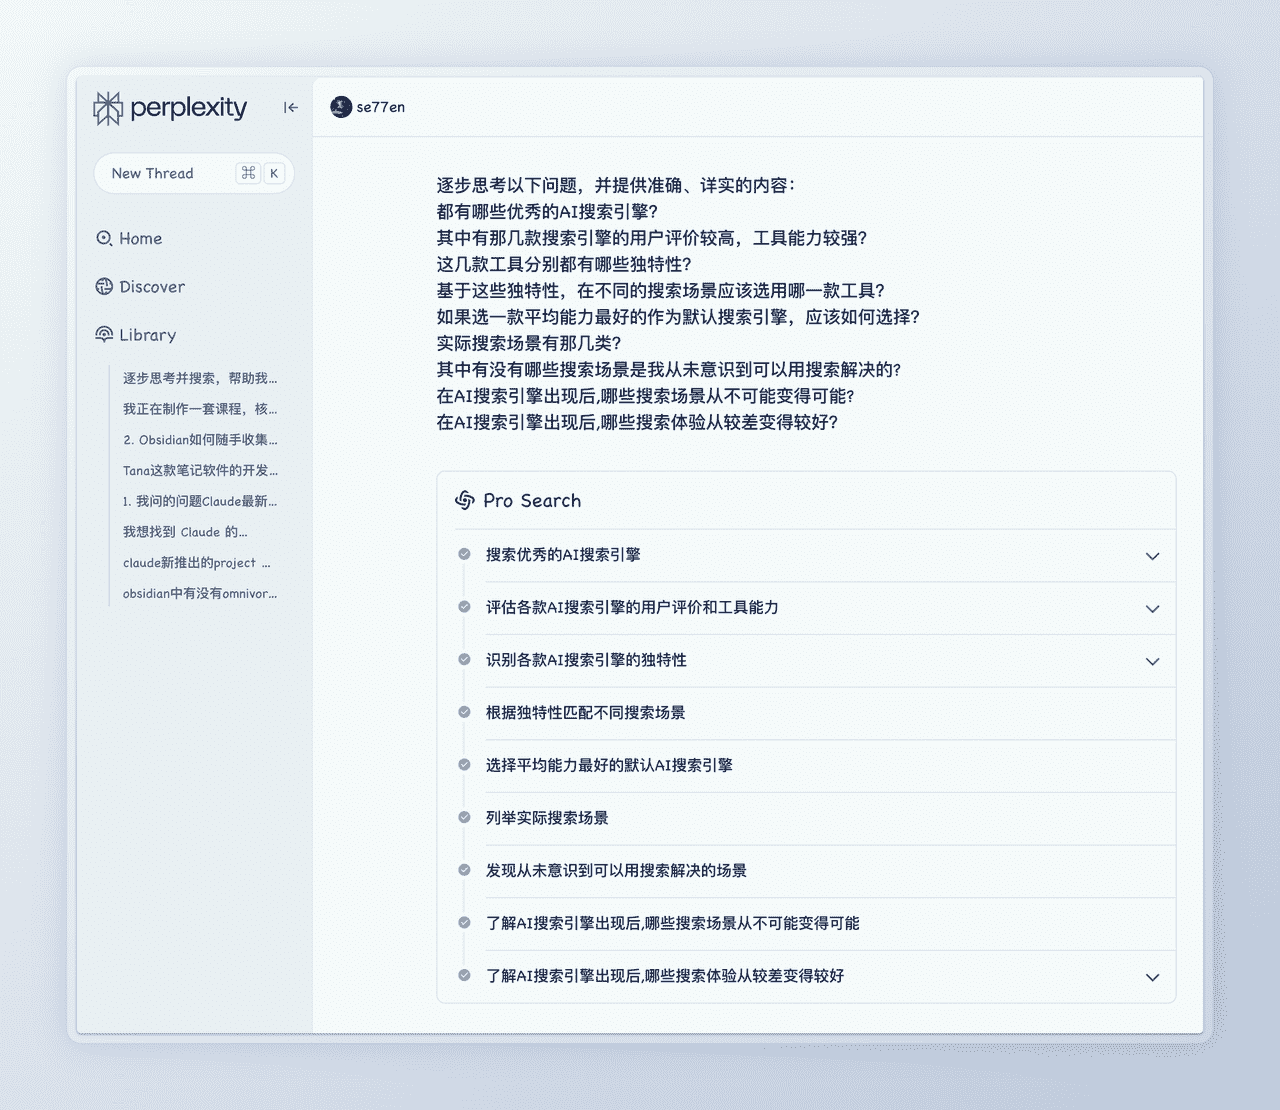 perplexity
New Thread ⌘ K
Home
Discover
Library
逐步思考并搜索，帮助我...
我正在制作一套课程，核...
2. Obsidian如何随手收集...
Tana这款笔记软件的开发...
1. 我问的问题Claude最新...
我想找到 Claude 的...
claude新推出的project ...
obsidian中有没有omnivor...
se77en
逐步思考以下问题，并提供准确、详实的内容：
都有哪些优秀的AI搜索引擎?
其中有那几款搜索引擎的用户评价较高，工具能力较强?
这几款工具分别都有哪些独特性?
基于这些独特性，在不同的搜索场景应该选用哪一款工具?
如果选一款平均能力最好的作为默认搜索引擎，应该如何选择?
实际搜索场景有那几类?
其中有没有哪些搜索场景是我从未意识到可以用搜索解决的?
在AI搜索引擎出现后,哪些搜索场景从不可能变得可能?
在AI搜索引擎出现后,哪些搜索体验从较差变得较好?
Pro Search
搜索优秀的AI搜索引擎
评估各款AI搜索引擎的用户评价和工具能力
识别各款AI搜索引擎的独特性
根据独特性匹配不同搜索场景
选择平均能力最好的默认AI搜索引擎
列举实际搜索场景
发现从未意识到可以用搜索解决的场景
了解AI搜索引擎出现后,哪些搜索场景从不可能变得可能
了解AI搜索引擎出现后,哪些搜索体验从较差变得较好